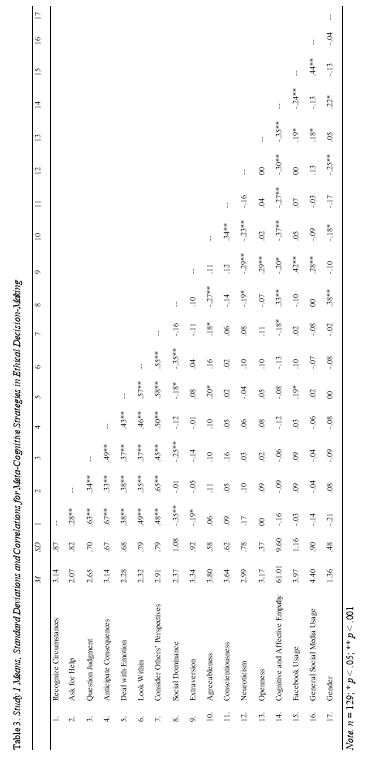 Table 3. Study 1 Means, Standard Deviations and Correlations for Meta-Cognitive Strategies in Ethical Decision-Making
M SD 1 2 3 4 5 6 7 8 9 10 11 12 13 14 15 16 17
1. Recognize Circumstances 3.14 .87 --
2. Ask for Help 2.07 .82 .28** --
3. Question Judgment 2.65 .70 .63** .34** --
4. Anticipate Consequences 3.14 .67 .67** .33** .49** --
5. Deal with Emotion 2.28 .68 .38** .38** .37** .43** --
6. Look Within 2.32 .79 .49** .35** .37** .46** .57** --
7. Consider Others' Perspectives 2.91 .79 .48** .65** .45** .50** .58** .55** --
8. Social Dominance 2.37 1.08 -.35** -.01 -.25** -.12 -.18* -.35** -.16 --
9. Extraversion 3.34 .92 -.19* -.05 -.14 -.01 .08 .04 .10 --
10. Agreeableness 3.80 .58 .06 .11 .10 .10 .20* .16 .18* -.27** .11 --
11. Conscientiousness 3.64 .62 .09 .05 .16 .05 .02 .02 .06 -.14 .12 .34** --
12. Neuroticism 2.99 .78 .17 .10 .03 .06 -.04 .10 .08 -.19* -.29** -.23** -.16 --
13. Openness 3.17 .37 00 .09 .02 .08 .05 .10 .11 -.07 .29** .02 .04 00 --
14. Cognitive and Affective Empathy 61.01 9.60 -.16 -.09 -.06 -.12 -.08 -.13 -.18* .33** -.20* -.37** -.27** -.30** -.35** --
15. Facebook Usage 3.97 1.16 -.03 .09 .09 .03 .19* .10 .02 -.10 .42** .05 .07 00 .19* -.24** --
16. General Social Media Usage 4.40 .90 -.14 -.04 -.04 -.06 .02 -.07 -.08 00 .28** -.09 -.03 .13 .18* -.13 .44** --
17. Gender 1.36 .48 -.21 .08 -.09 -.08 00 -.08 -.02 .38** -.10 -.18* -.17 -.25** .05 .22* -.13 -.04 --
Note. n = 129; * p < .05; ** p < .001